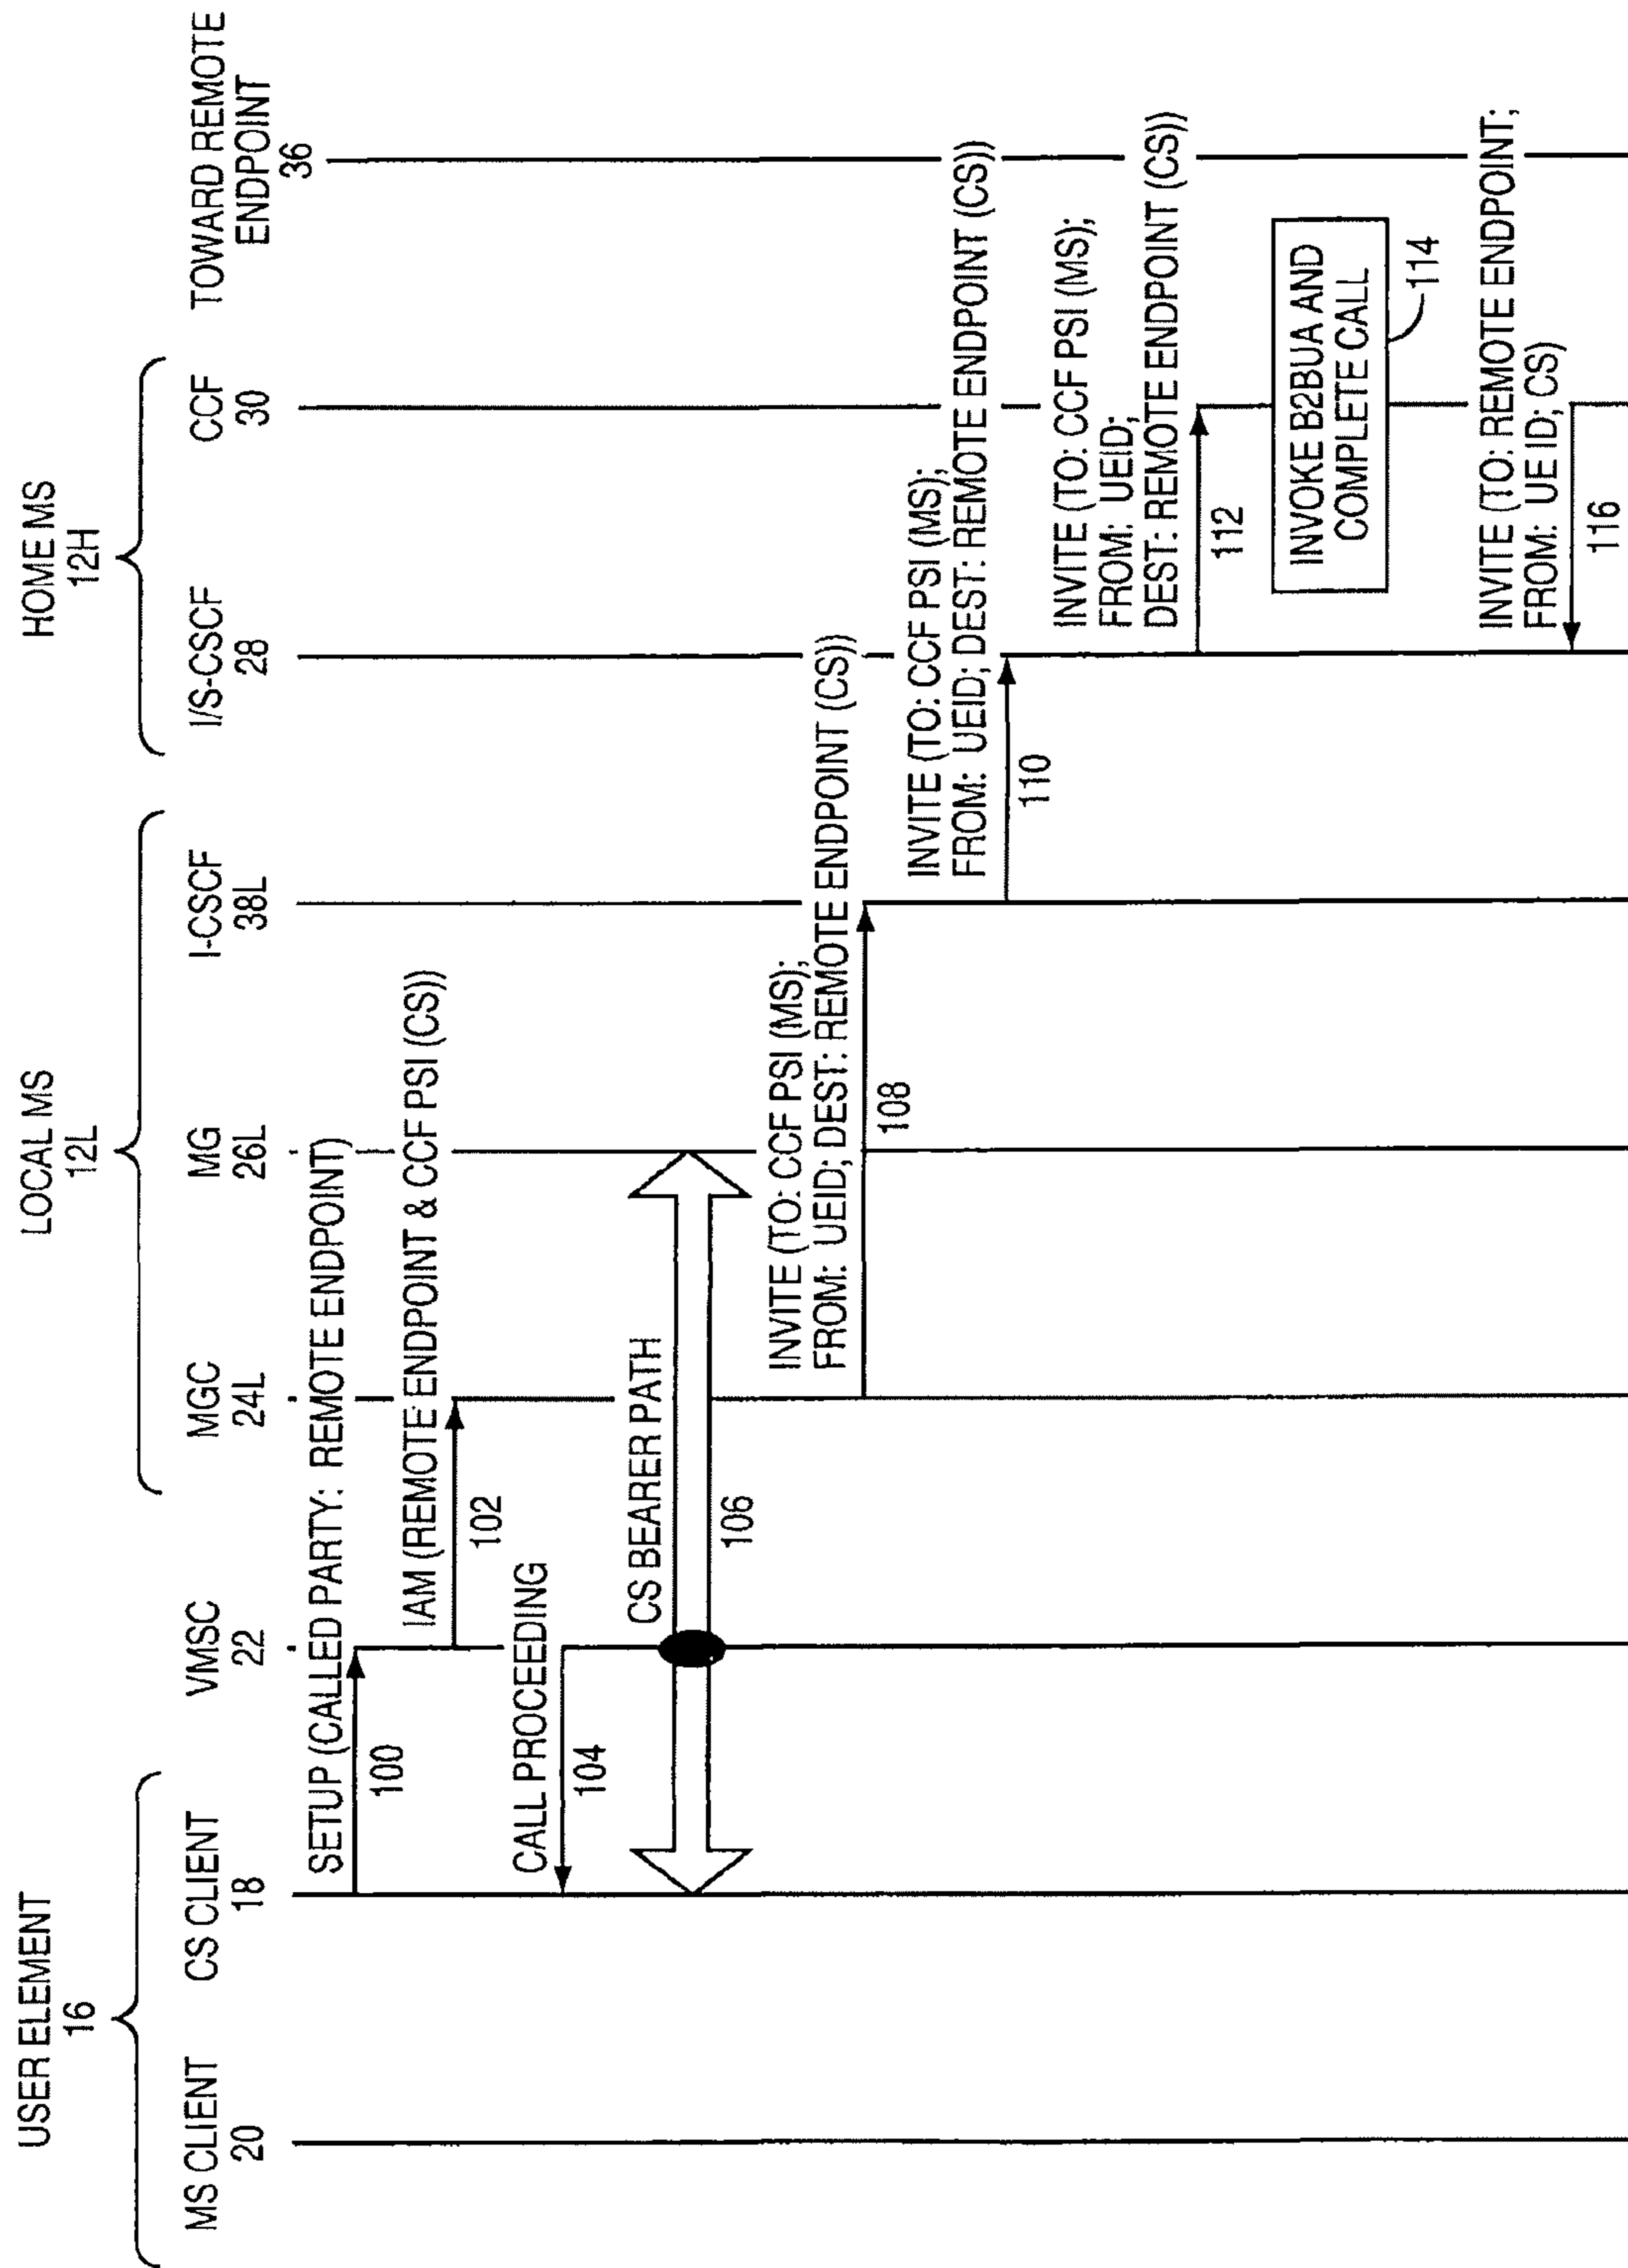 USER ELEMENT
16
LOCAL MS
12L
HOME MS
12H
MS CLIENT
20
CS CLIENT
18
VMSC
22
MGC
24L
MG
26L
I-CSCF
38L
I/S-CSCF
28
CCF
30
TOWARD REMOTE
ENDPOINT
36
SETUP (CALLED PARTY: REMOTE ENDPOINT)
100
IAM (REMOTE ENDPOINT & CCF PSI (CS))
102
CALL PROCEEDING
104
CS BEARER PATH
106
INVITE (TO: CCF PSI (MS);
FROM: UEID; DEST: REMOTE ENDPOINT (CS))
108
INVITE (TO: CCF PSI (MS);
FROM: UEID; DEST: REMOTE ENDPOINT (CS))
110
INVITE (TO: CCF PSI (MS);
FROM: UEID;
DEST: REMOTE ENDPOINT (CS))
112
INVOKE B2BUA AND
COMPLETE CALL
114
INVITE (TO: REMOTE ENDPOINT;
FROM: UE ID; CS)
116